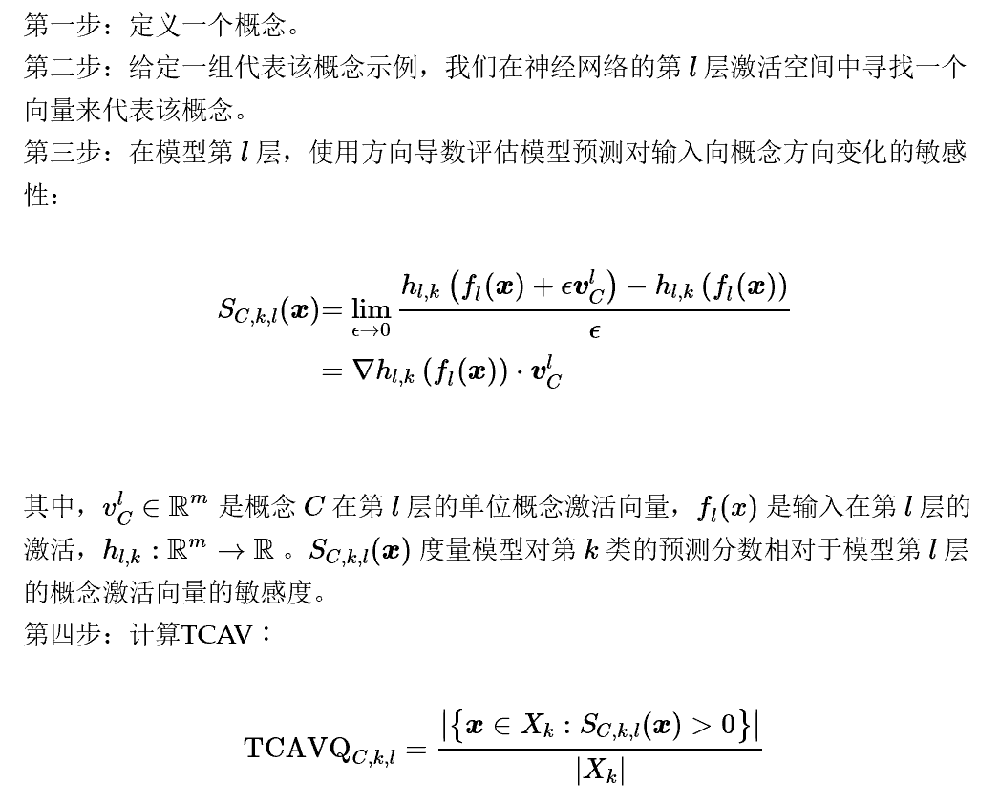 第一步：定义一个概念。
第二步：给定一组代表该概念示例，我们在神经网络的第 l 层激活空间中寻找一个
向量来代表该概念。
第三步：在模型第 l 层，使用方向导数评估模型预测对输入向概念方向变化的敏感
性：
$S_{C,k,l}(\boldsymbol{x}) = \lim_{\epsilon \to 0} \frac{h_{l,k}\left(f_l(\boldsymbol{x}) + \epsilon \boldsymbol{v}_C^l\right) - h_{l,k}\left(f_l(\boldsymbol{x})\right)}{\epsilon}$
$= \nabla h_{l,k}\left(f_l(\boldsymbol{x})\right) \cdot \boldsymbol{v}_C^l$
其中，$v_C^l \in \mathbb{R}^m$ 是概念 $C$ 在第 $l$ 层的单位概念激活向量，$f_l(x)$ 是输入在第 $l$ 层的
激活，$h_{l,k} : \mathbb{R}^m \to \mathbb{R}$ 。$S_{C,k,l}(\boldsymbol{x})$ 度量模型对第 $k$ 类的预测分数相对于模型第 $l$ 层
的概念激活向量的敏感度。
第四步：计算TCAV：
$\mathrm{TCAVQ}_{C,k,l} = \frac{\left|\left\{\boldsymbol{x} \in X_k : S_{C,k,l}(\boldsymbol{x}) > 0\right\}\right|}{|X_k|}$